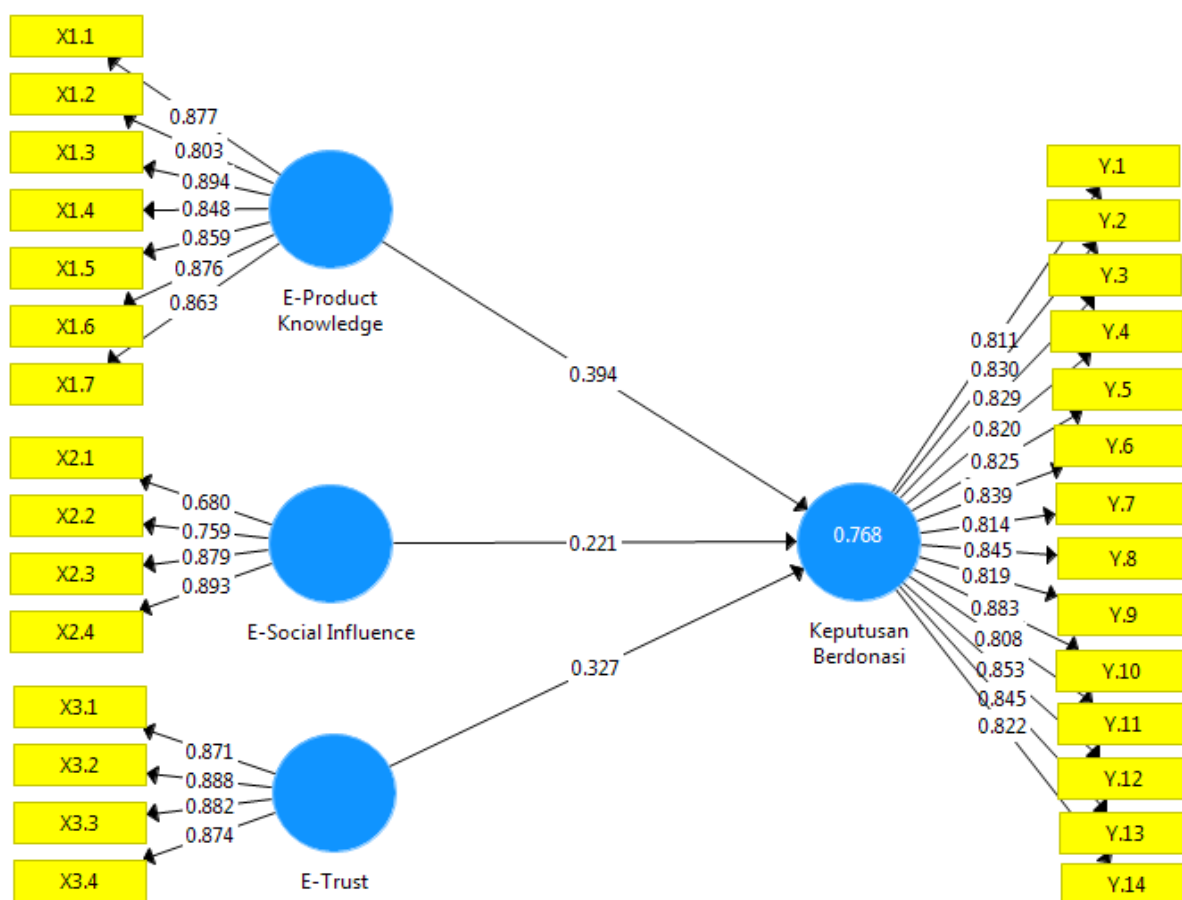 X1.1
X1.2
X1.3
X1.4
X1.5
X1.6
X1.7
0.877
0.803
0.894
0.848
0.859
0.876
0.863
E-Product
Knowledge
X2.1
X2.2
X2.3
X2.4
0.680
0.759
0.879
0.893
E-Social Influence
X3.1
X3.2
X3.3
X3.4
0.871
0.888
0.882
0.874
E-Trust
0.394
0.221
0.327
0.768
Keputusan
Berdonasi
0.811
0.830
0.829
0.820
0.825
0.839
0.814
0.845
0.819
0.883
0.808
0.853
0.845
0.822
Y.1
Y.2
Y.3
Y.4
Y.5
Y.6
Y.7
Y.8
Y.9
Y.10
Y.11
Y.12
Y.13
Y.14